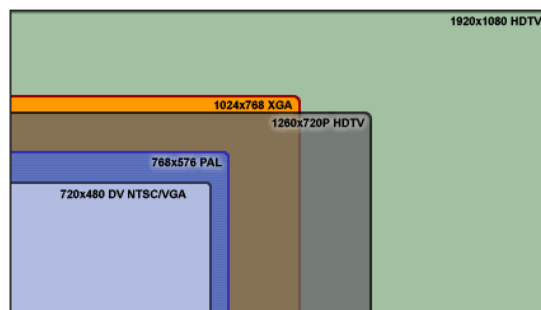 1920x1080 HDTV
1024x768 XGA
1260x720P HDTV
768x576 PAL
720x480 DV NTSC/VGA